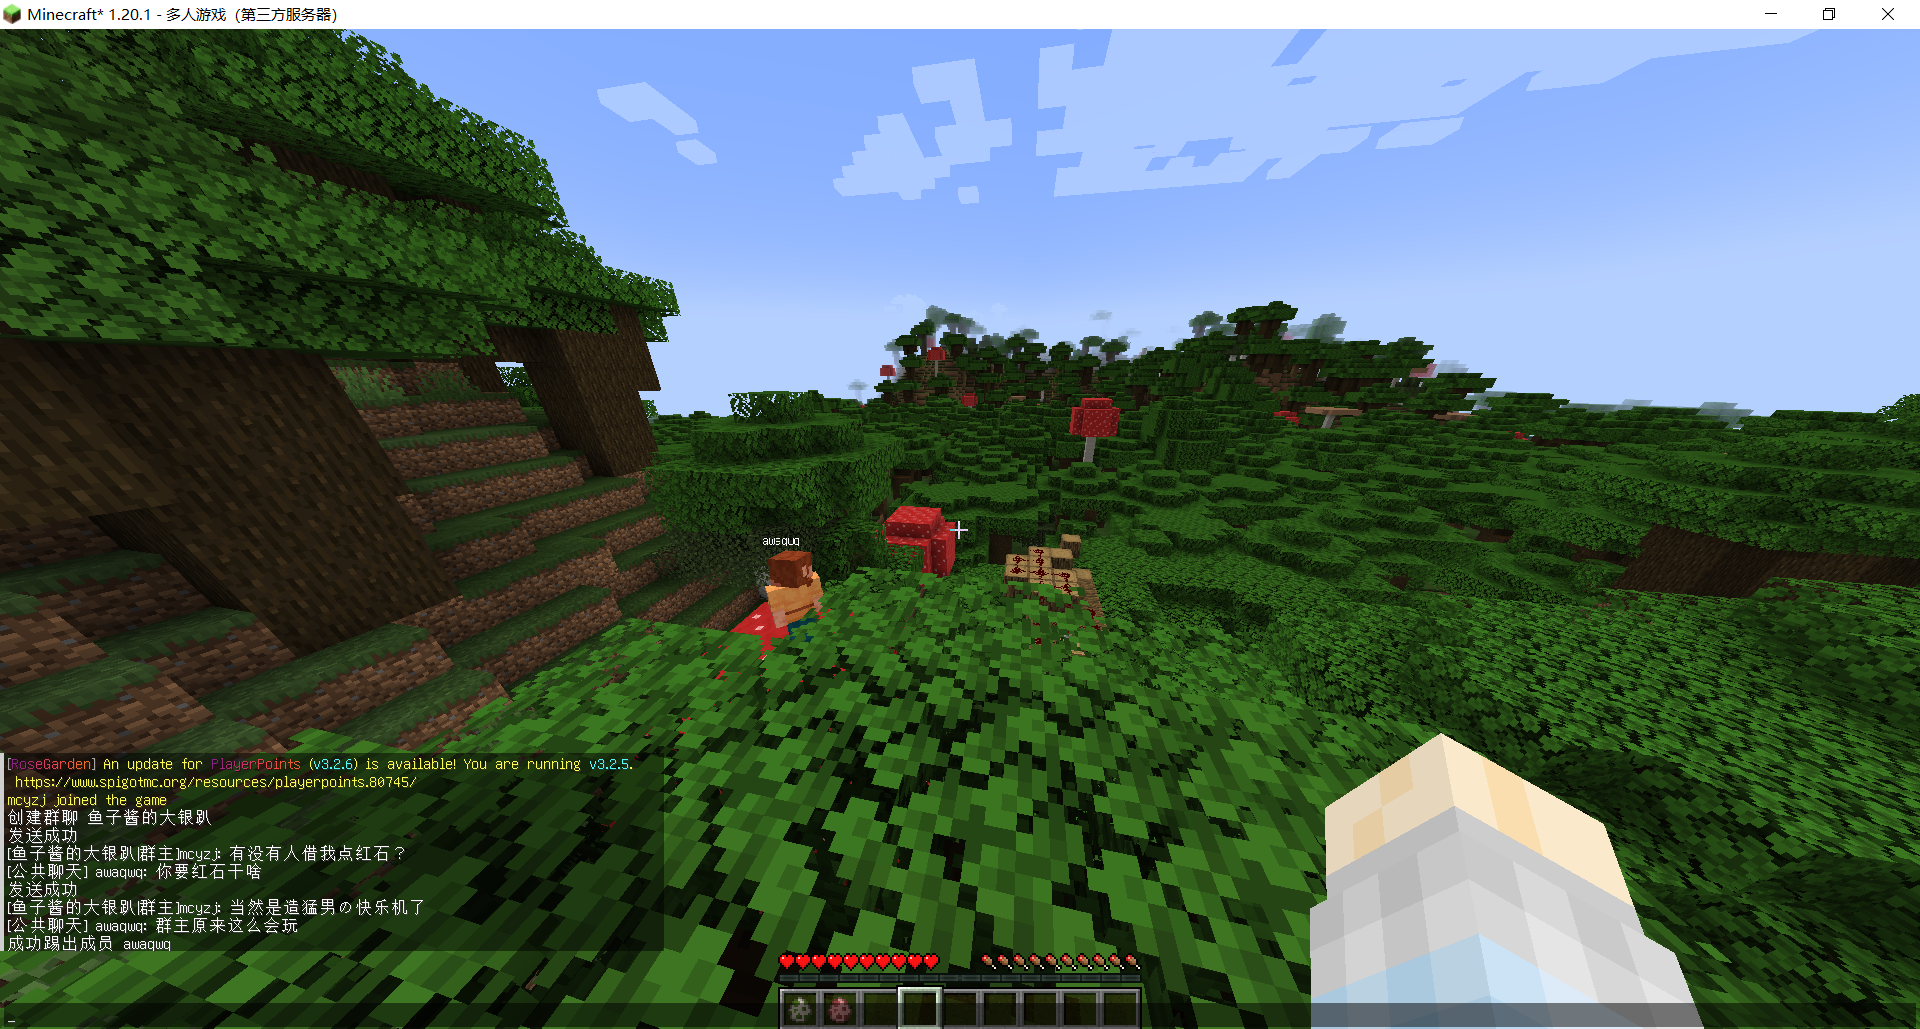 Minecraft* 1.20.1 - 多人游戏（第三方服务器）
awaqwq
[RoseGarden] An update for PlayerPoints (v3.2.6) is available! You are running v3.2.5.
https://www.spigotmc.org/resources/playerpoints.80745/
mcyzj joined the game
创建群聊 鱼子酱的大银趴
发送成功
[鱼子酱的大银趴|群主]mcyzj: 有没有人借我点红石？
[公共聊天] awaqwq: 你要红石干啥
发送成功
[鱼子酱的大银趴|群主]mcyzj: 当然是造猛男の快乐机了
[公共聊天] awaqwq: 群主原来这么会玩
成功踢出成员 awaqwq
_